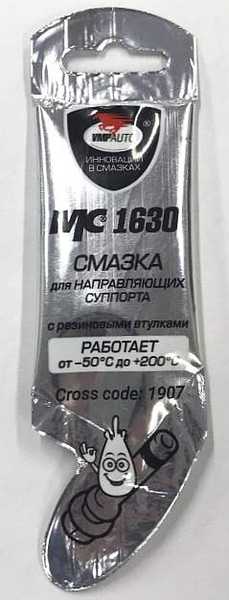 VMPAUTO
ИННОВАЦИИ
В СМАЗКАХ
МС® 1630
СМАЗКА
для НАПРАВЛЯЮЩИХ
СУППОРТА
с резиновыми втулками
РАБОТАЕТ
от –50°C до +200°C
Cross code: 1907